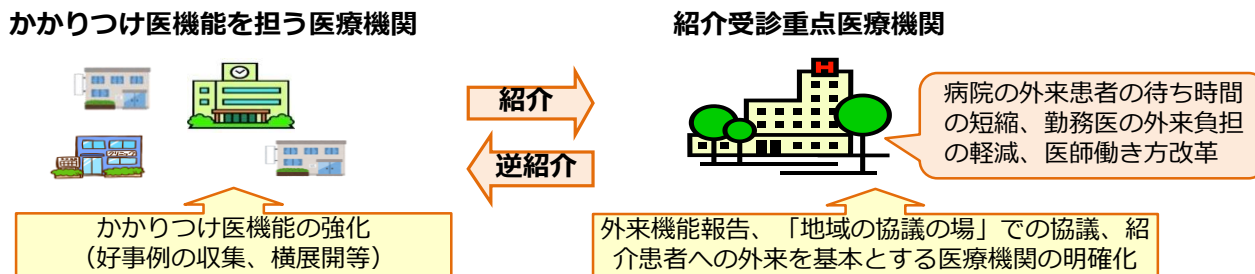 かかりつけ医機能を担う医療機関
紹介受診重点医療機関
紹介
逆紹介
病院の外来患者の待ち時間
の短縮、勤務医の外来負担
の軽減、医師働き方改革
かかりつけ医機能の強化
（好事例の収集、横展開等）
外来機能報告、「地域の協議の場」での協議、紹
介患者への外来を基本とする医療機関の明確化
H